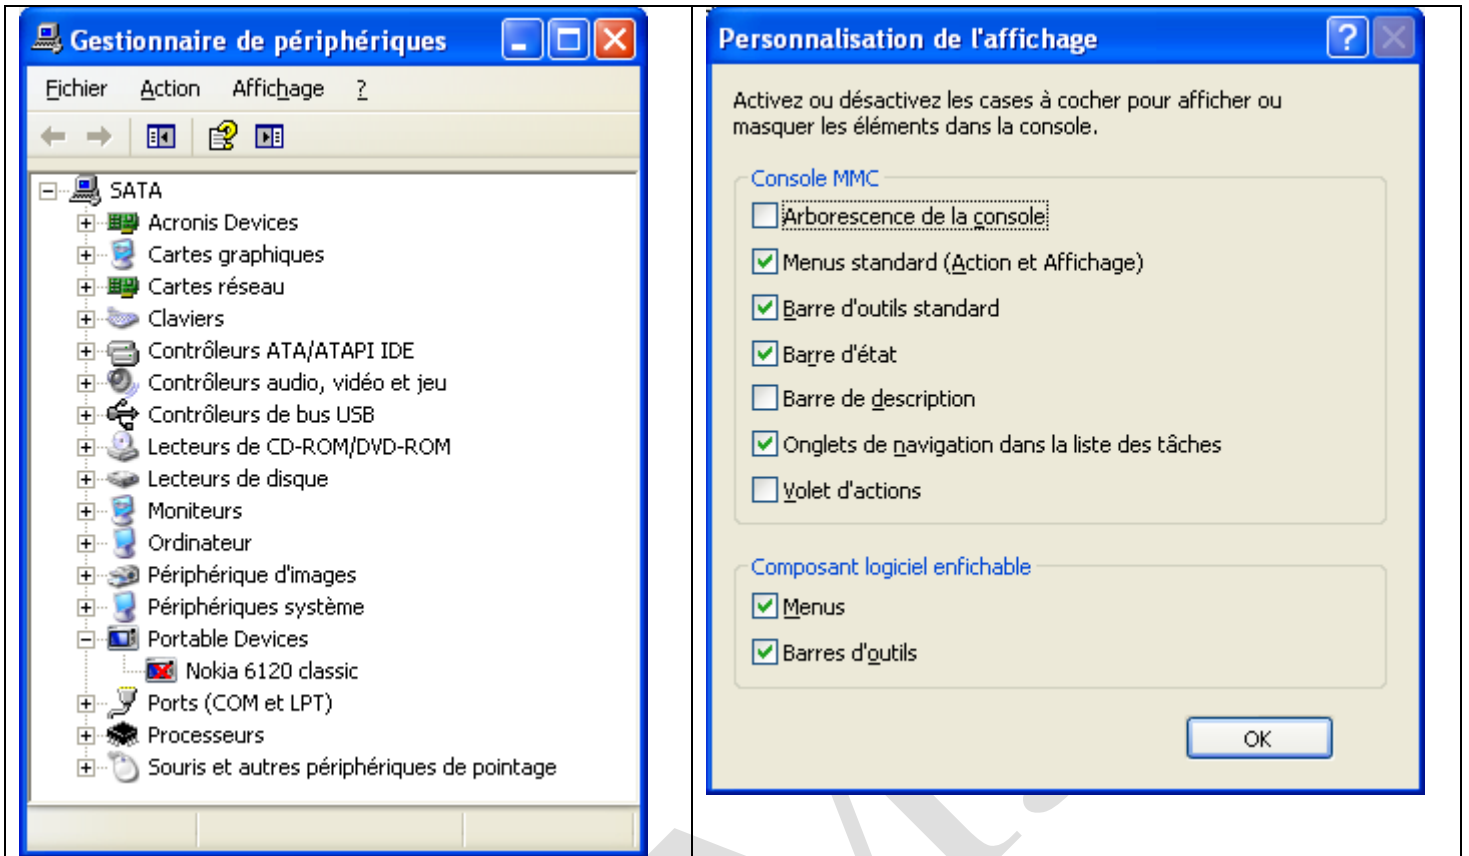 Gestionnaire de périphériques
Fichier Action Affichage ?
SATA
Acronis Devices
Cartes graphiques
Cartes réseau
Claviers
Contrôleurs ATA/ATAPI IDE
Contrôleurs audio, vidéo et jeu
Contrôleurs de bus USB
Lecteurs de CD-ROM/DVD-ROM
Lecteurs de disque
Moniteurs
Ordinateur
Périphérique d'images
Périphériques système
Portable Devices
Nokia 6120 classic
Ports (COM et LPT)
Processeurs
Souris et autres périphériques de pointage
Personnalisation de l'affichage
Activez ou désactivez les cases à cocher pour afficher ou
masquer les éléments dans la console.
Console MMC
Arborescence de la console
Menus standard (Action et Affichage)
Barre d'outils standard
Barre d'état
Barre de description
Onglets de navigation dans la liste des tâches
Volet d'actions
Composant logiciel enfichable
Menus
Barres d'outils
OK